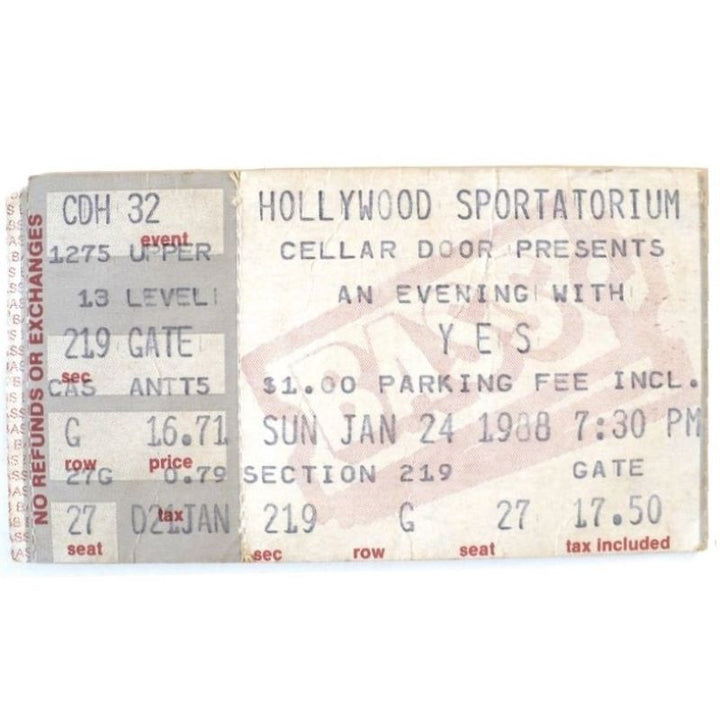 NO REFUNDS OR EXCHANGES
CDH 32
event
1275 UPPER
13 LEVEL
219 GATE
sec
CAS ANTT5
G 16.71
row price
27G 0.79
tax
27 D21JAN
seat
HOLLYWOOD SPORTATORIUM
CELLAR DOOR PRESENTS
AN EVENING WITH
Y E S
$1.00 PARKING FEE INCL.
BASS
SUN JAN 24 1988 7:30 PM
SECTION 219 GATE
219 G 27 17.50
sec row seat tax included